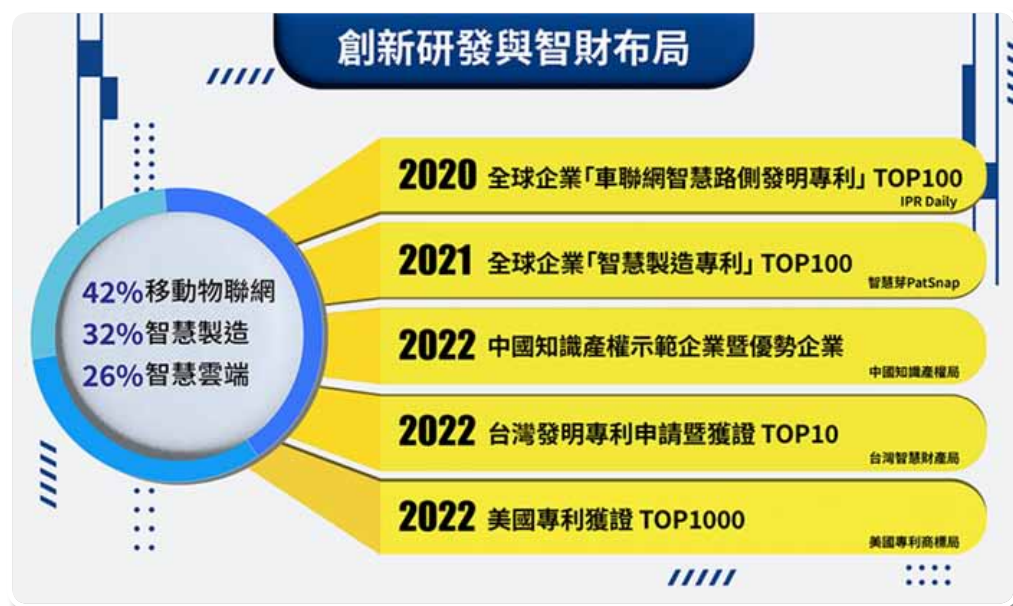 創新研發與智財布局
42%移動物聯網
32%智慧製造
26%智慧雲端
2020 全球企業「車聯網智慧路側發明專利」TOP100
IPR Daily
2021 全球企業「智慧製造專利」TOP100
智慧芽PatSnap
2022 中國知識產權示範企業暨優勢企業
中國知識產權局
2022 台灣發明專利申請暨獲證 TOP10
台灣智慧財產局
2022 美國專利獲證 TOP1000
美國專利商標局